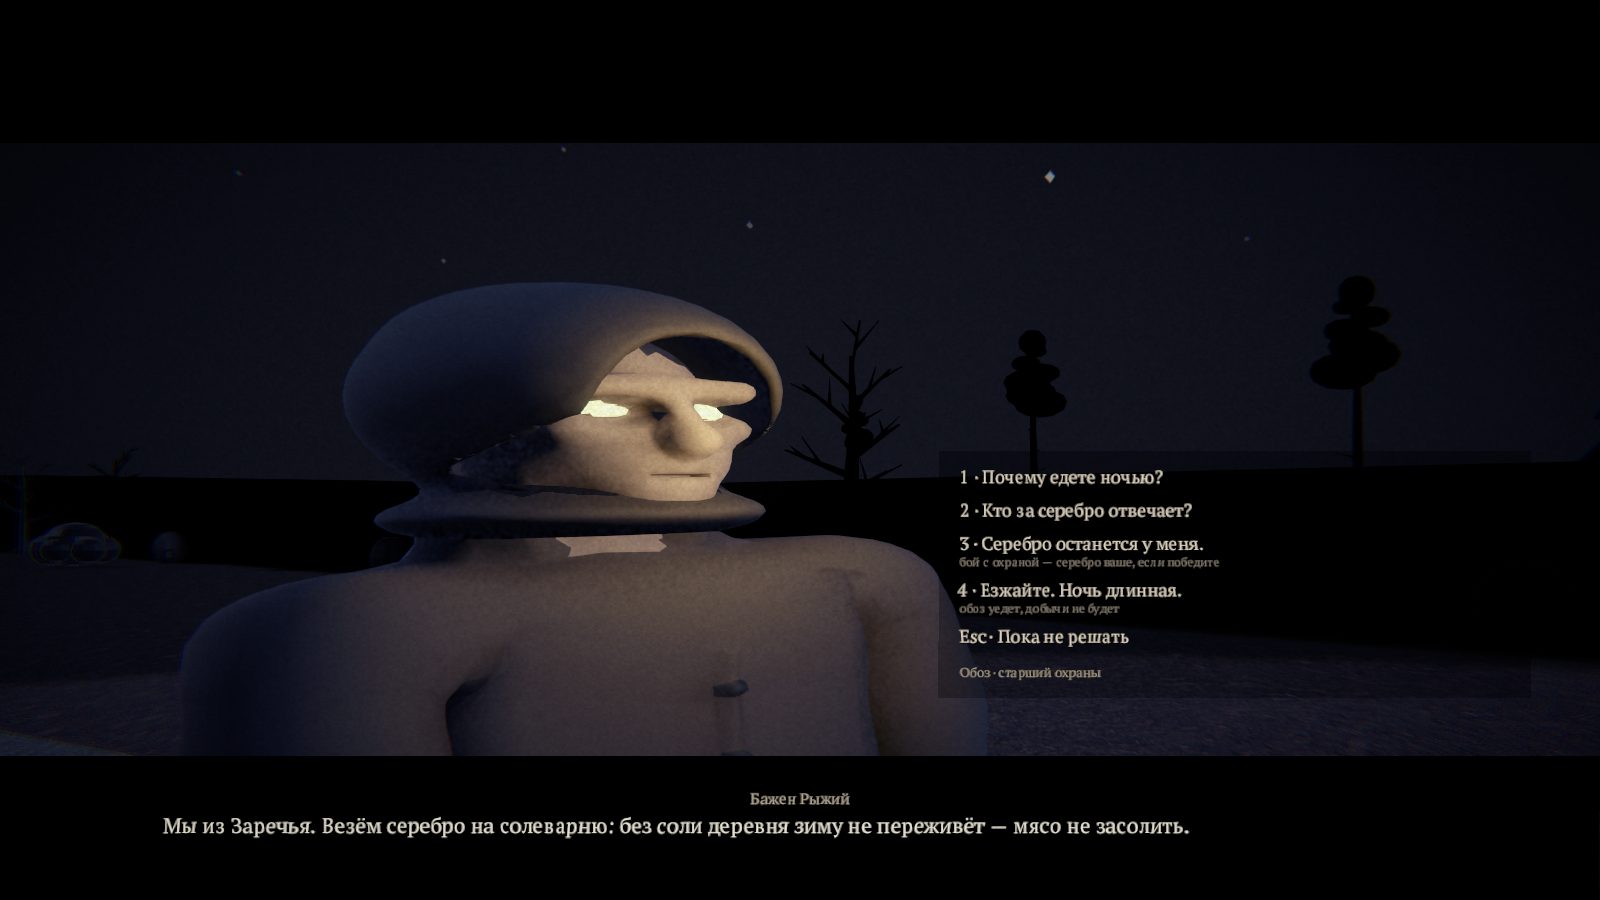 1 · Почему едете ночью?
2 · Кто за серебро отвечает?
3 · Серебро останется у меня.
бой с охраной — серебро ваше, если победите
4 · Езжайте. Ночь длинная.
обоз уедет, добычи не будет
Esc · Пока не решать
Обоз · старший охраны
Бажен Рыжий
Мы из Заречья. Везём серебро на солеварню: без соли деревня зиму не переживёт — мясо не засолить.